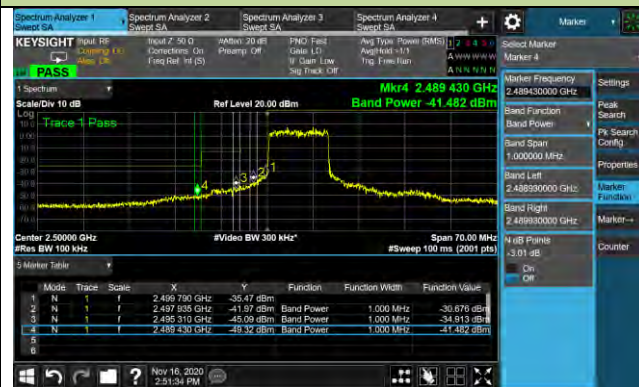 Spectrum Analyzer 1
Swept SA
Spectrum Analyzer 2
Swept SA
Spectrum Analyzer 3
Swept SA
Spectrum Analyzer 4
Swept SA
+
Marker
KEYSIGHT
Input: RF
Input Z: 50 Ω
Corrections: On
Freq Ref: Int (S)
#Atten: 20 dB
Preamp: Off
PNO: Fast
Gate: LO
IF Gain: Low
Sig Track: Off
Avg Type: Power (RMS)
Avg|Hold: >1/1
Trig: Free Run
PASS
Select Marker
Marker 4
Marker Frequency
2.489430000 GHz
Settings
Peak
Search
Band Function
Band Power
Pk Search
Config
Band Span
1.000000 MHz
Properties
Band Left
2.488930000 GHz
Marker
Function
Band Right
2.489930000 GHz
Marker→
N dB Points
-3.01 dB
On
Off
Counter
1 Spectrum
Scale/Div 10 dB
Ref Level 20.00 dBm
Mkr4 2.489 430 GHz
Band Power -41.482 dBm
Log
Trace 1 Pass
4
3
2
1
Center 2.50000 GHz
#Video BW 300 kHz*
Span 70.00 MHz
#Res BW 100 kHz
#Sweep 100 ms (2001 pts)
5 Marker Table
Mode Trace Scale X Y Function Function Width Function Value
1 N 1 f 2.499 790 GHz -35.47 dBm
2 N 1 f 2.497 935 GHz -41.97 dBm Band Power 1.000 MHz -30.676 dBm
3 N 1 f 2.495 310 GHz -45.09 dBm Band Power 1.000 MHz -34.913 dBm
4 N 1 f 2.489 430 GHz -49.32 dBm Band Power 1.000 MHz -41.482 dBm
5
6
?
Nov 16, 2020
2:51:34 PM